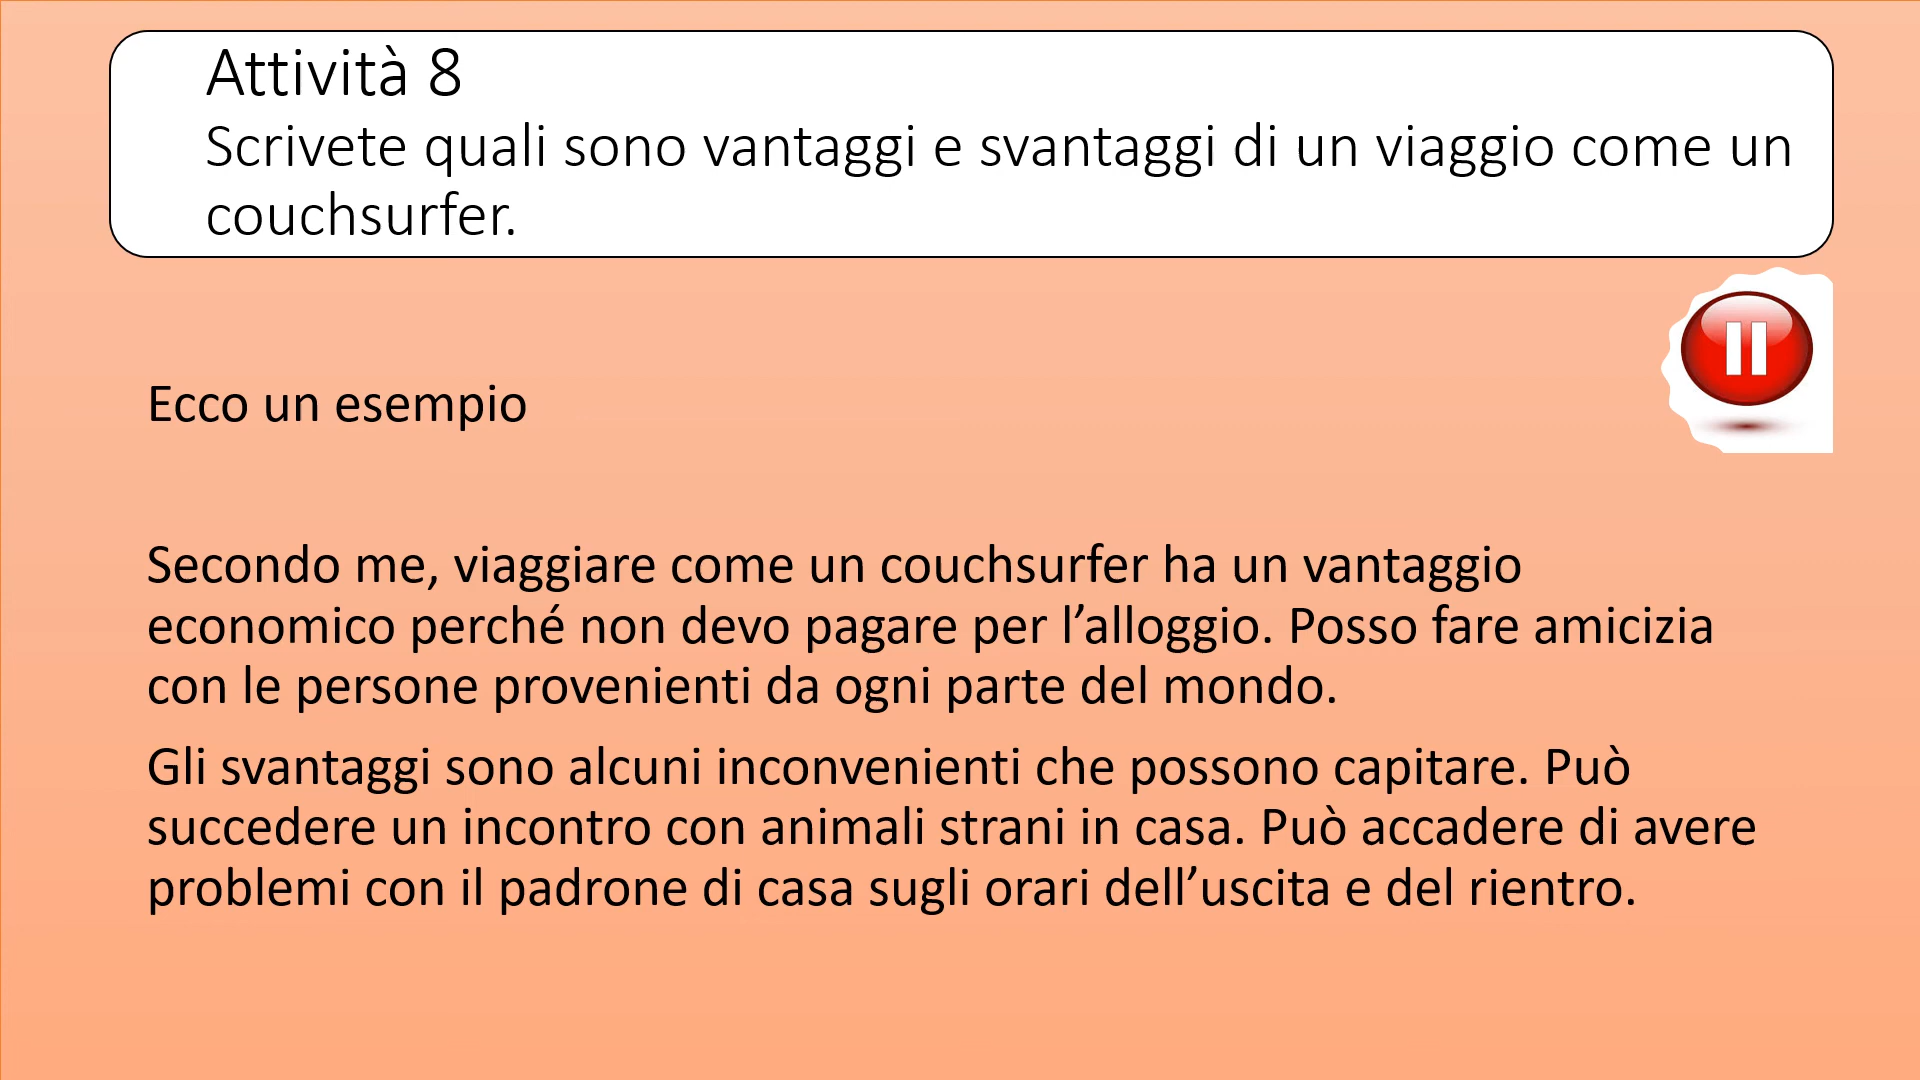 Attività 8
Scrivete quali sono vantaggi e svantaggi di un viaggio come un
couchsurfer.
Ecco un esempio
Secondo me, viaggiare come un couchsurfer ha un vantaggio
economico perché non devo pagare per l’alloggio. Posso fare amicizia
con le persone provenienti da ogni parte del mondo.
Gli svantaggi sono alcuni inconvenienti che possono capitare. Può
succedere un incontro con animali strani in casa. Può accadere di avere
problemi con il padrone di casa sugli orari dell’uscita e del rientro.